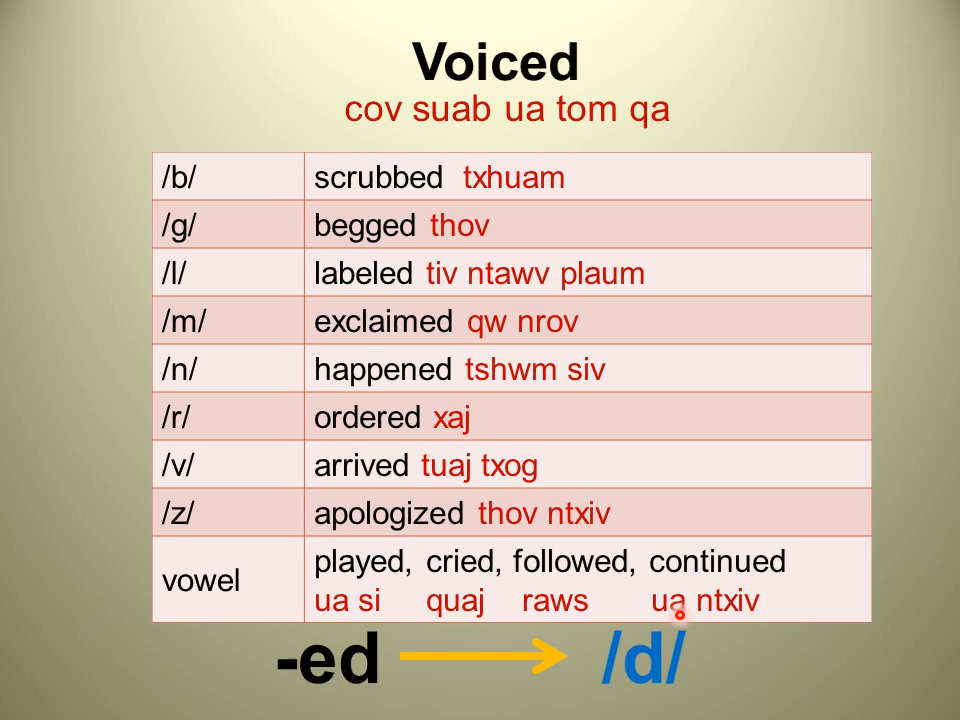 Voiced
cov suab ua tom qa
/b/ scrubbed txhuam
/g/ begged thov
/l/ labeled tiv ntawv plaum
/m/ exclaimed qw nrov
/n/ happened tshwm siv
/r/ ordered xaj
/v/ arrived tuaj txog
/z/ apologized thov ntxiv
vowel
played, cried, followed, continued
ua si quaj raws ua ntxiv
-ed /d/